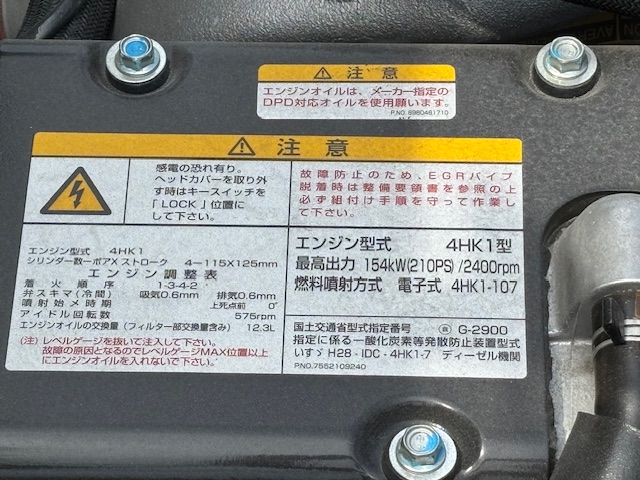 注意
エンジンオイルは、メーカー指定の
DPD対応オイルを使用願います。
P.NO. 8980461710
注意
感電の恐れ有り。
ヘッドカバーを取り外
す時はキースイッチを
「LOCK」位置に
して下さい。
故障防止のため、EGRパイプ
脱着時は整備要領書を参照の上
必ず組付け手順を守って作業し
て下さい。
エンジン型式 4HK1
シリンダー数ーボアXストローク 4ー115X125mm
エンジン調整表
着火順序 1-3-4-2
弁スキマ(冷間) 吸気0.6mm 排気0.6mm
噴射始メ時期 上死点前 0°
アイドル回転数 575rpm
エンジンオイルの交換量(フィルター部交換量含み) 12.3L
(注)レベルゲージを抜いて注入して下さい。
故障の原因となるのでレベルゲージMAX位置以上
にエンジンオイルを入れないで下さい。
エンジン型式 4HK1型
最高出力 154kW(210PS)/2400rpm
燃料噴射方式 電子式 4HK1-107
国土交通省型式指定番号 G-2900
指定に係る一酸化炭素等発散防止装置型式
いすゞ H28-IDC-4HK1-7 ディーゼル機関
P.NO.7552109240